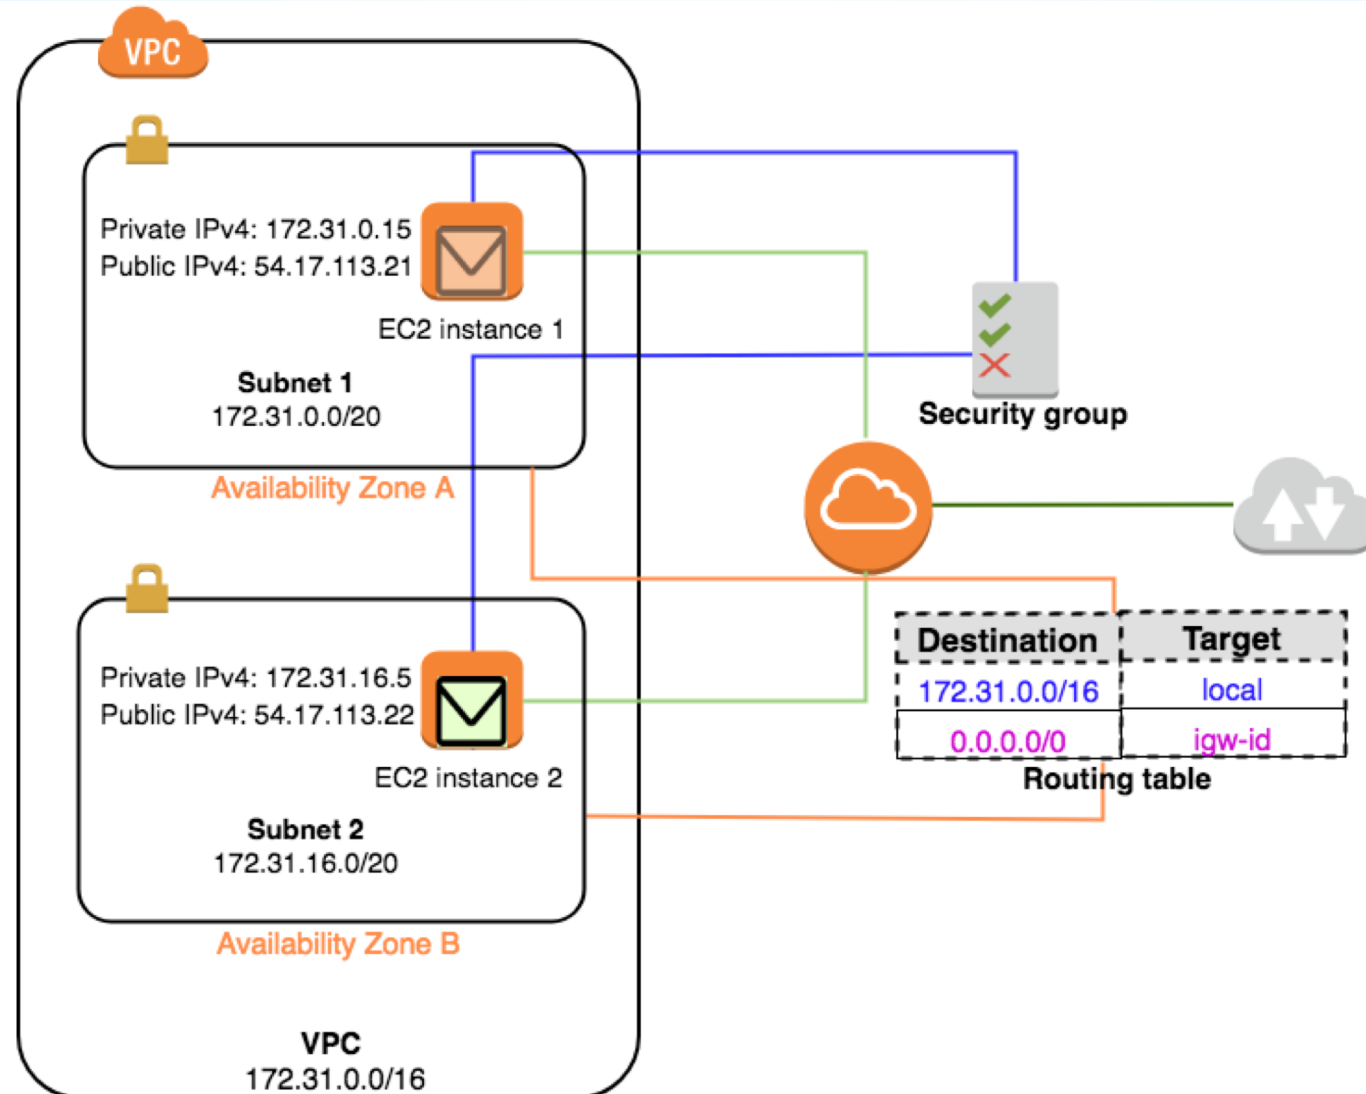 VPC
Private IPv4: 172.31.0.15
Public IPv4: 54.17.113.21
EC2 instance 1
Subnet 1
172.31.0.0/20
Availability Zone A
Security group
Private IPv4: 172.31.16.5
Public IPv4: 54.17.113.22
EC2 instance 2
Subnet 2
172.31.16.0/20
Availability Zone B
Destination Target
172.31.0.0/16 local
0.0.0.0/0 igw-id
Routing table
VPC
172.31.0.0/16